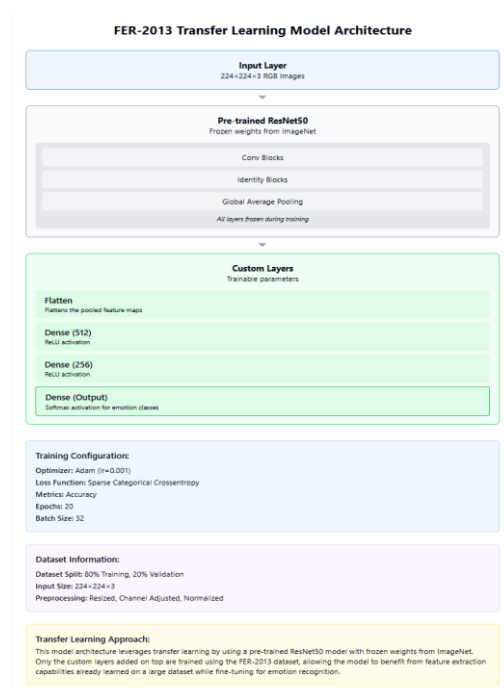 FER-2013 Transfer Learning Model Architecture
Input Layer
224×224×3 RGB Images
Pre-trained ResNet50
Frozen weights from ImageNet
Conv Blocks
Identity Blocks
Global Average Pooling
All layers frozen during training
Custom Layers
Trainable parameters
Flatten
Flattens the pooled feature maps
Dense (512)
ReLU activation
Dense (256)
ReLU activation
Dense (Output)
Softmax activation for emotion classes
Training Configuration:
Optimizer: Adam (lr=0.001)
Loss Function: Sparse Categorical Crossentropy
Metrics: Accuracy
Epochs: 20
Batch Size: 32
Dataset Information:
Dataset Split: 80% Training, 20% Validation
Input Size: 224×224×3
Preprocessing: Resized, Channel Adjusted, Normalized
Transfer Learning Approach:
This model architecture leverages transfer learning by using a pre-trained ResNet50 model with frozen weights from ImageNet.
Only the custom layers added on top are trained using the FER-2013 dataset, allowing the model to benefit from feature extraction
capabilities already learned on a large dataset while fine-tuning for emotion recognition.